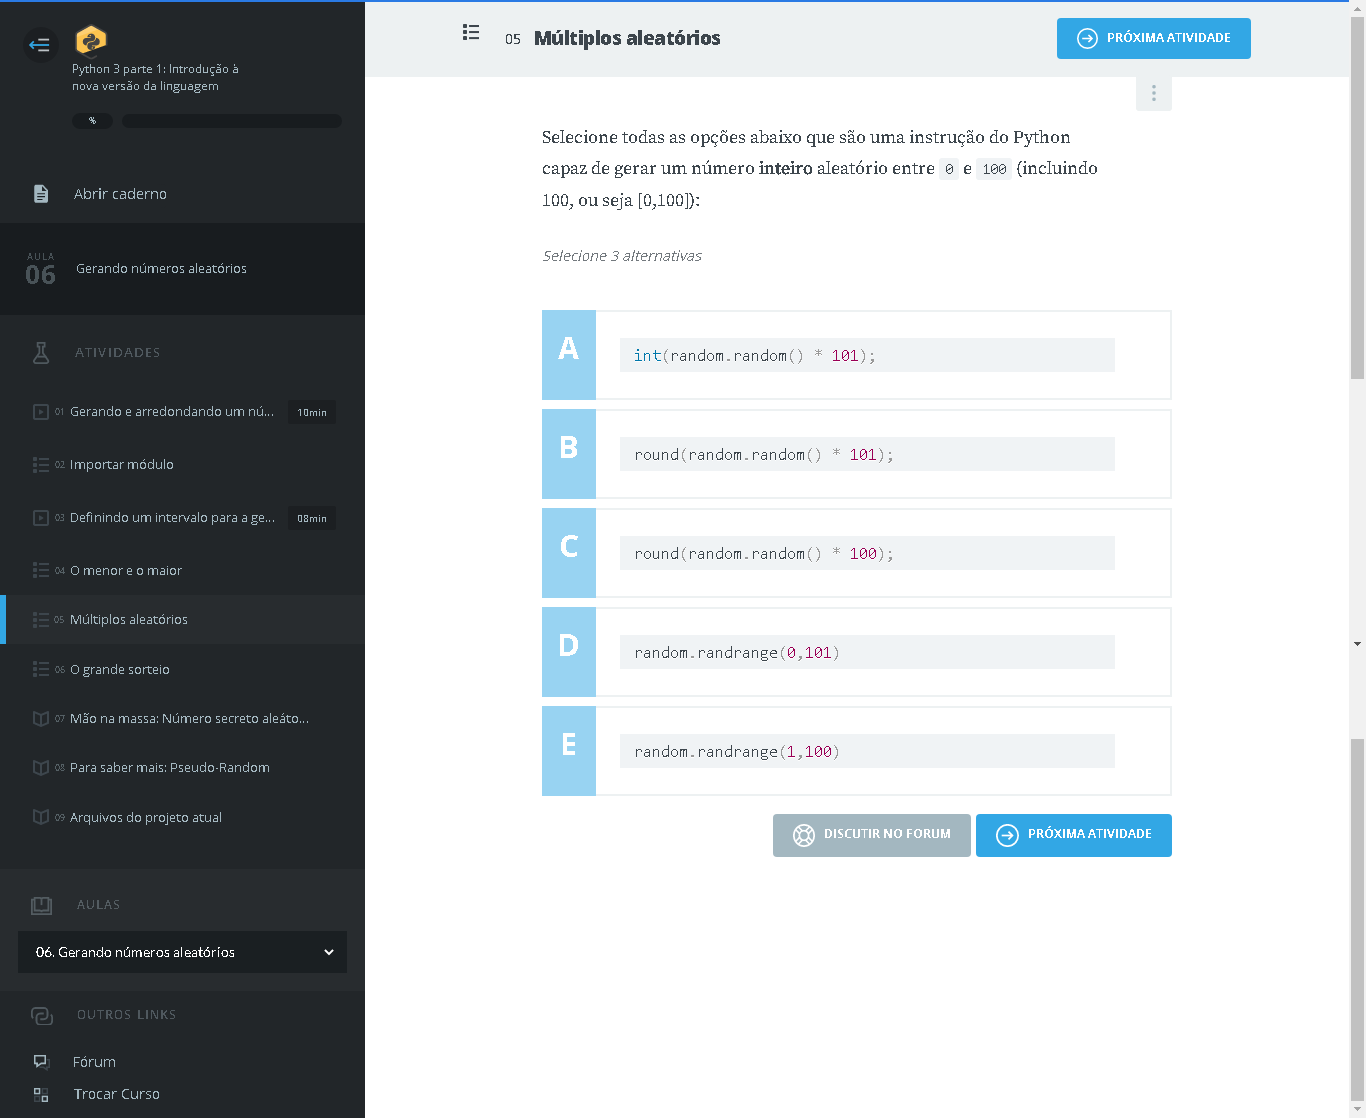 Python 3 parte 1: Introdução à
nova versão da linguagem
%
Abrir caderno
AULA
06
Gerando números aleatórios
ATIVIDADES
01 Gerando e arredondando um nú... 10min
02 Importar módulo
03 Definindo um intervalo para a ge... 08min
04 O menor e o maior
05 Múltiplos aleatórios
06 O grande sorteio
07 Mão na massa: Número secreto aleáto...
08 Para saber mais: Pseudo-Random
09 Arquivos do projeto atual
AULAS
06. Gerando números aleatórios
OUTROS LINKS
Fórum
Trocar Curso
05 Múltiplos aleatórios
PRÓXIMA ATIVIDADE
Selecione todas as opções abaixo que são uma instrução do Python
capaz de gerar um número inteiro aleatório entre 0 e 100 (incluindo
100, ou seja [0,100]):
Selecione 3 alternativas
A int(random.random() * 101);
B round(random.random() * 101);
C round(random.random() * 100);
D random.randrange(0,101)
E random.randrange(1,100)
DISCUTIR NO FORUM
PRÓXIMA ATIVIDADE